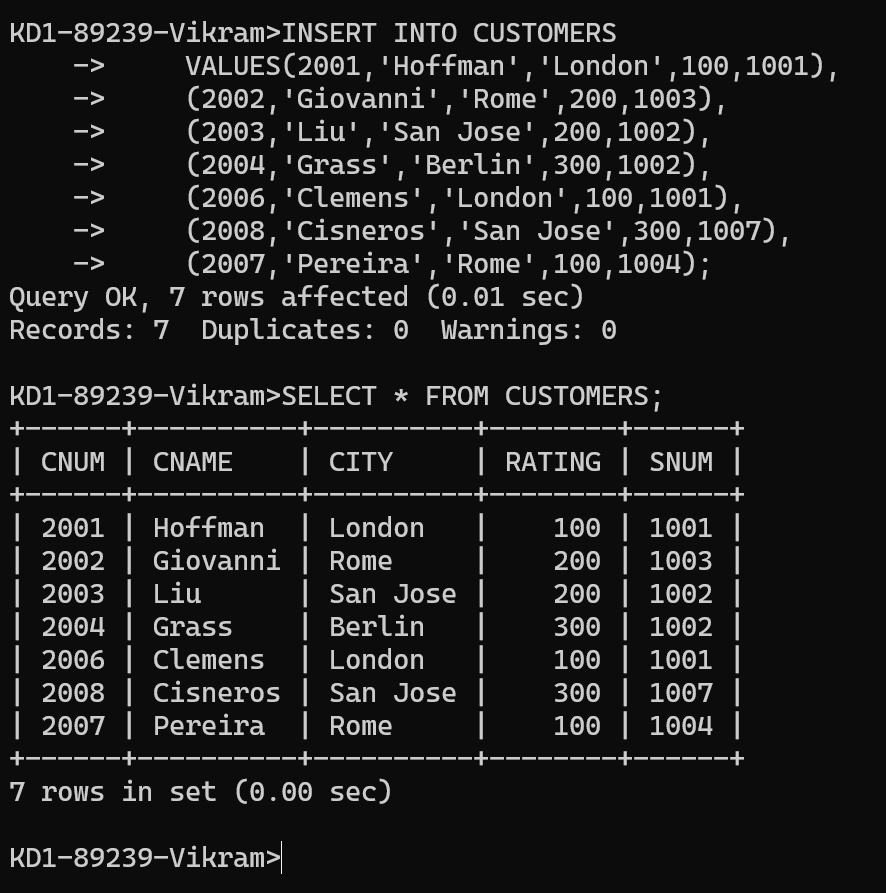 KD1-89239-Vikram>INSERT INTO CUSTOMERS
    ->     VALUES(2001,'Hoffman','London',100,1001),
    ->     (2002,'Giovanni','Rome',200,1003),
    ->     (2003,'Liu','San Jose',200,1002),
    ->     (2004,'Grass','Berlin',300,1002),
    ->     (2006,'Clemens','London',100,1001),
    ->     (2008,'Cisneros','San Jose',300,1007),
    ->     (2007,'Pereira','Rome',100,1004);
Query OK, 7 rows affected (0.01 sec)
Records: 7  Duplicates: 0  Warnings: 0

KD1-89239-Vikram>SELECT * FROM CUSTOMERS;
+------+----------+----------+--------+------+
| CNUM | CNAME    | CITY     | RATING | SNUM |
+------+----------+----------+--------+------+
| 2001 | Hoffman  | London   |    100 | 1001 |
| 2002 | Giovanni | Rome     |    200 | 1003 |
| 2003 | Liu      | San Jose |    200 | 1002 |
| 2004 | Grass    | Berlin   |    300 | 1002 |
| 2006 | Clemens  | London   |    100 | 1001 |
| 2008 | Cisneros | San Jose |    300 | 1007 |
| 2007 | Pereira  | Rome     |    100 | 1004 |
+------+----------+----------+--------+------+
7 rows in set (0.00 sec)

KD1-89239-Vikram>